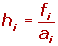 hᵢ = fᵢ / aᵢ